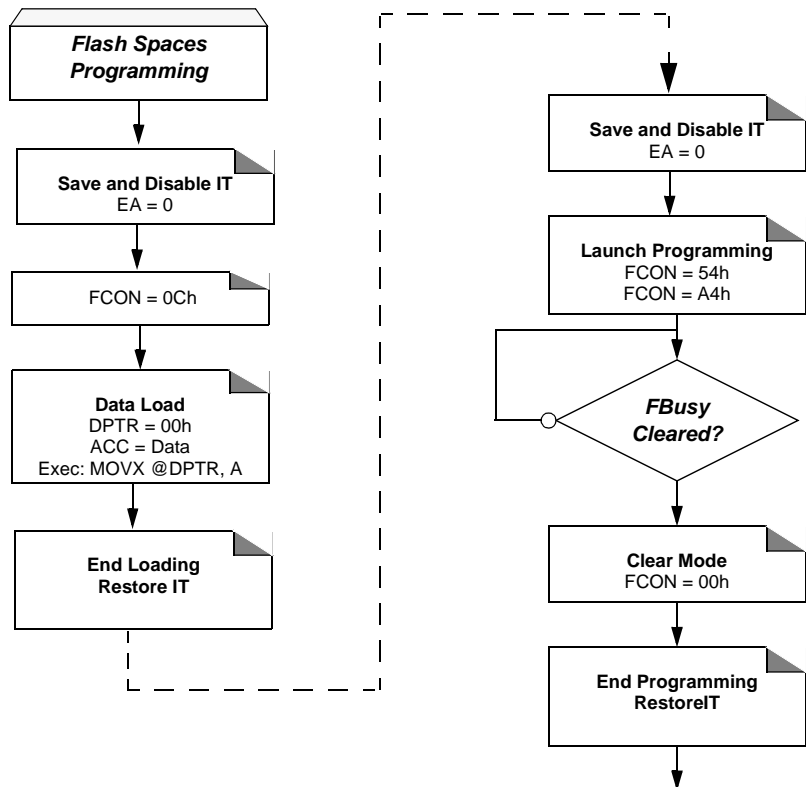 Flash Spaces
Programming
Save and Disable IT
EA = 0
FCON = 0Ch
Data Load
DPTR = 00h
ACC = Data
Exec: MOVX @DPTR, A
End Loading
Restore IT
Save and Disable IT
EA = 0
Launch Programming
FCON = 54h
FCON = A4h
FBusy
Cleared?
Clear Mode
FCON = 00h
End Programming
RestoreIT